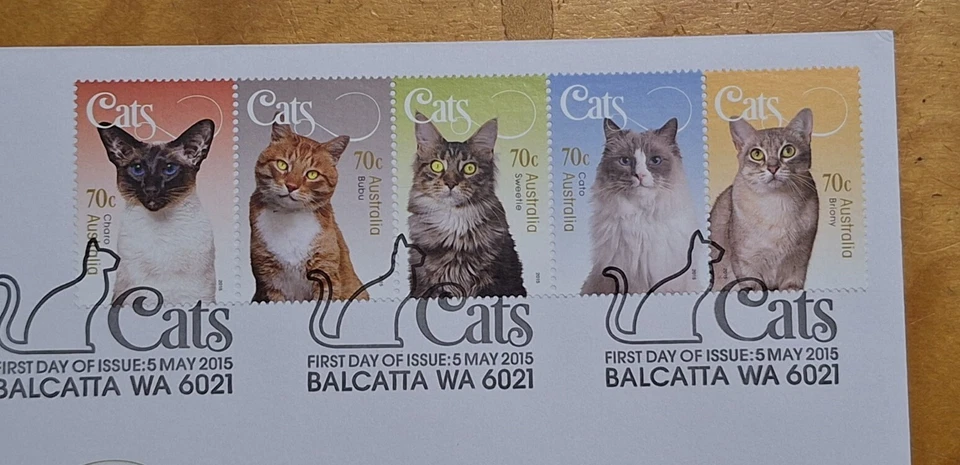 Cats
70c
Australia
Charo
Cats
70c
Australia
Bubu
Cats
70c
Australia
Sweetie
Cats
70c
Australia
Cato
Cats
70c
Australia
Briony
Cats
FIRST DAY OF ISSUE: 5 MAY 2015
BALCATTA WA 6021
Cats
FIRST DAY OF ISSUE: 5 MAY 2015
BALCATTA WA 6021
Cats
FIRST DAY OF ISSUE: 5 MAY 2015
BALCATTA WA 6021